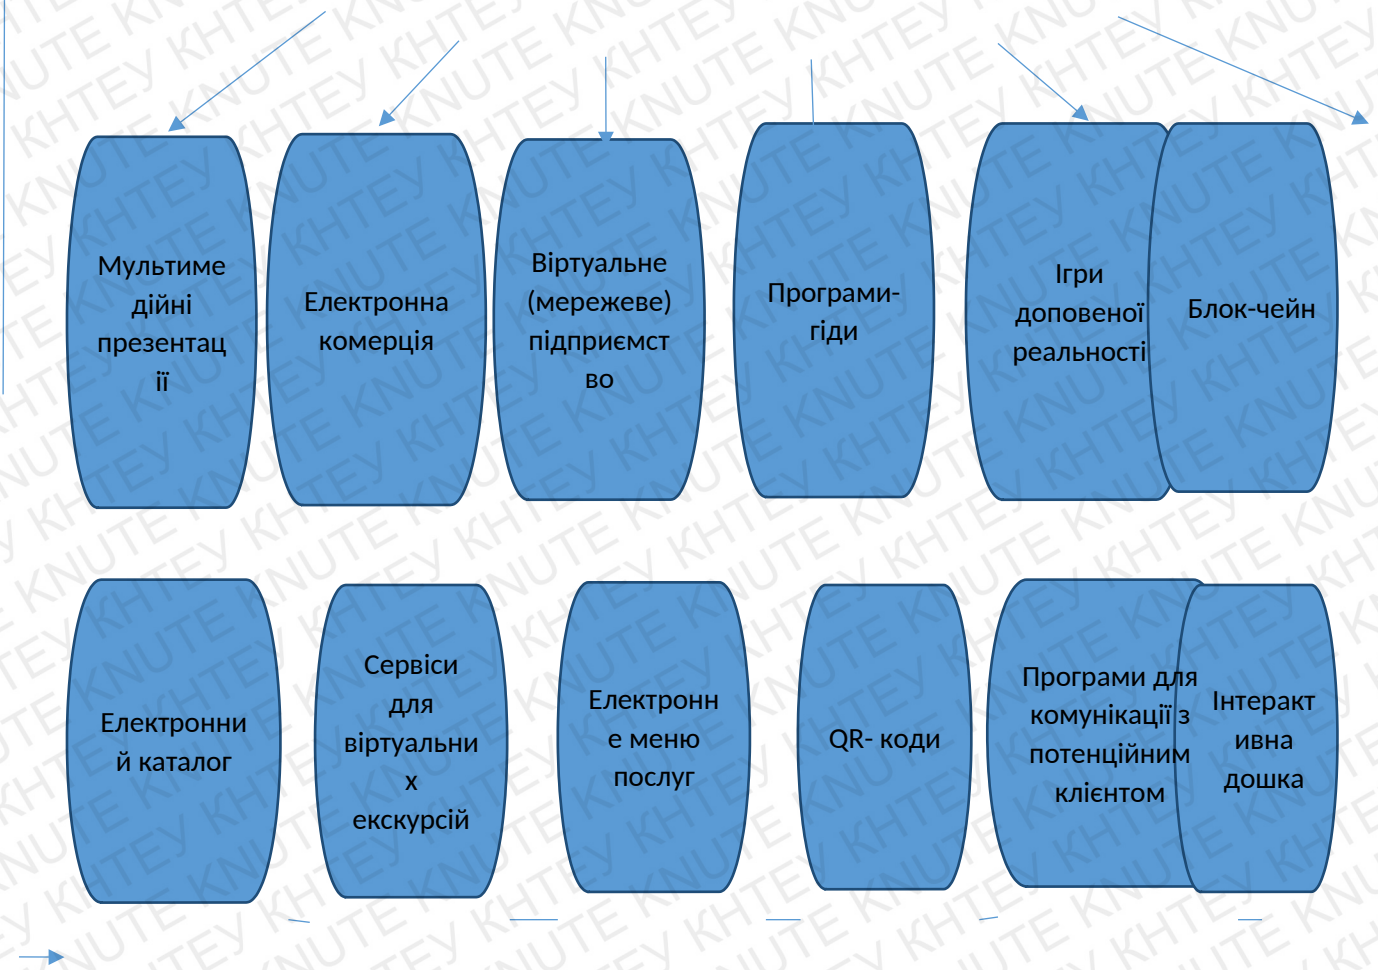 Мультиме
дійні
презентац
ії
Електронна
комерція
Віртуальне
(мережеве)
підприємст
во
Програми-
гіди
Ігри
доповеної
реальності
Блок-чейн
Електронни
й каталог
Сервіси
для
віртуальни
х
екскурсій
Електронн
е меню
послуг
QR- коди
Програми для
комунікації з
потенційним
клієнтом
Інтеракт
ивна
дошка